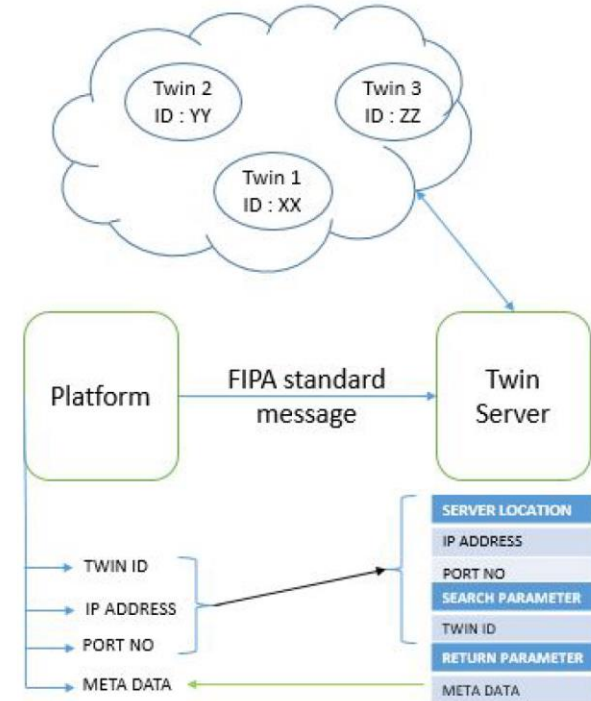 Twin 2
ID : YY
Twin 3
ID : ZZ
Twin 1
ID : XX
Platform
FIPA standard
message
Twin
Server
TWIN ID
IP ADDRESS
PORT NO
META DATA
SERVER LOCATION
IP ADDRESS
PORT NO
SEARCH PARAMETER
TWIN ID
RETURN PARAMETER
META DATA